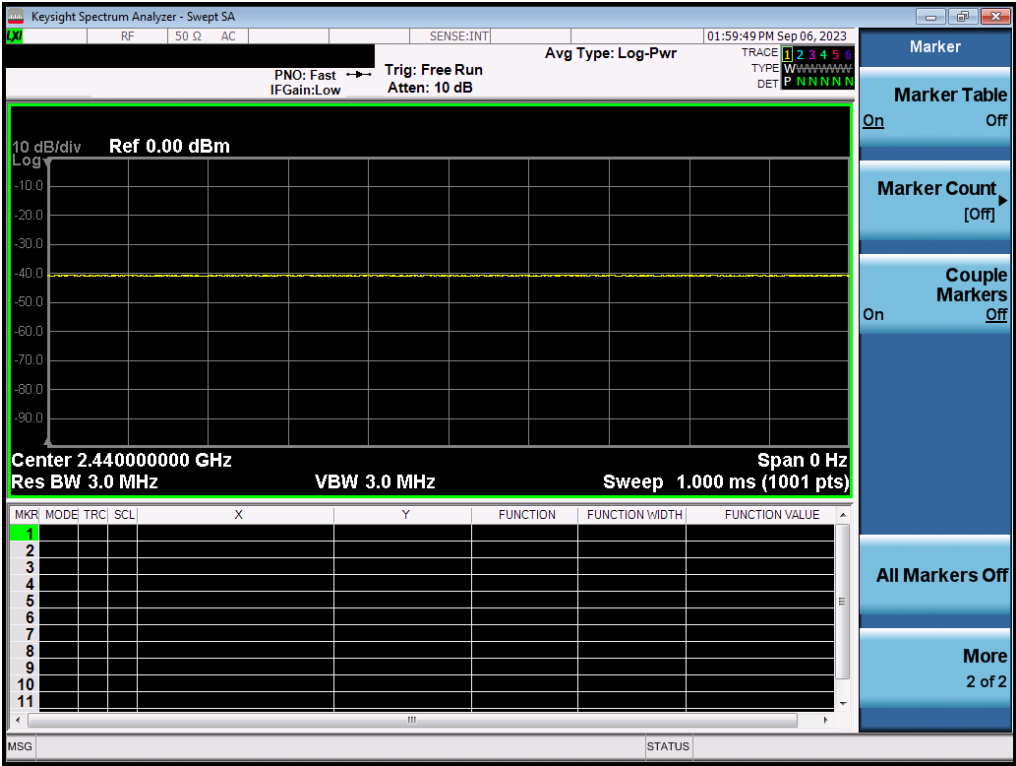 Keysight Spectrum Analyzer - Swept SA
LXI RF 50 Ω AC SENSE:INT 01:59:49 PM Sep 06, 2023
Avg Type: Log-Pwr TRACE 1 2 3 4 5 6
PNO: Fast Trig: Free Run TYPE WWWWWW
IFGain:Low Atten: 10 dB DET P N N N N N
10 dB/div Ref 0.00 dBm
Log
-10.0
-20.0
-30.0
-40.0
-50.0
-60.0
-70.0
-80.0
-90.0
Center 2.440000000 GHz Span 0 Hz
Res BW 3.0 MHz VBW 3.0 MHz Sweep 1.000 ms (1001 pts)
MKR MODE TRC SCL X Y FUNCTION FUNCTION WIDTH FUNCTION VALUE
1
2
3
4
5
6
7
8
9
10
11
MSG STATUS
Marker
Marker Table
On Off
Marker Count
[Off]
Couple
Markers
On Off
All Markers Off
More
2 of 2